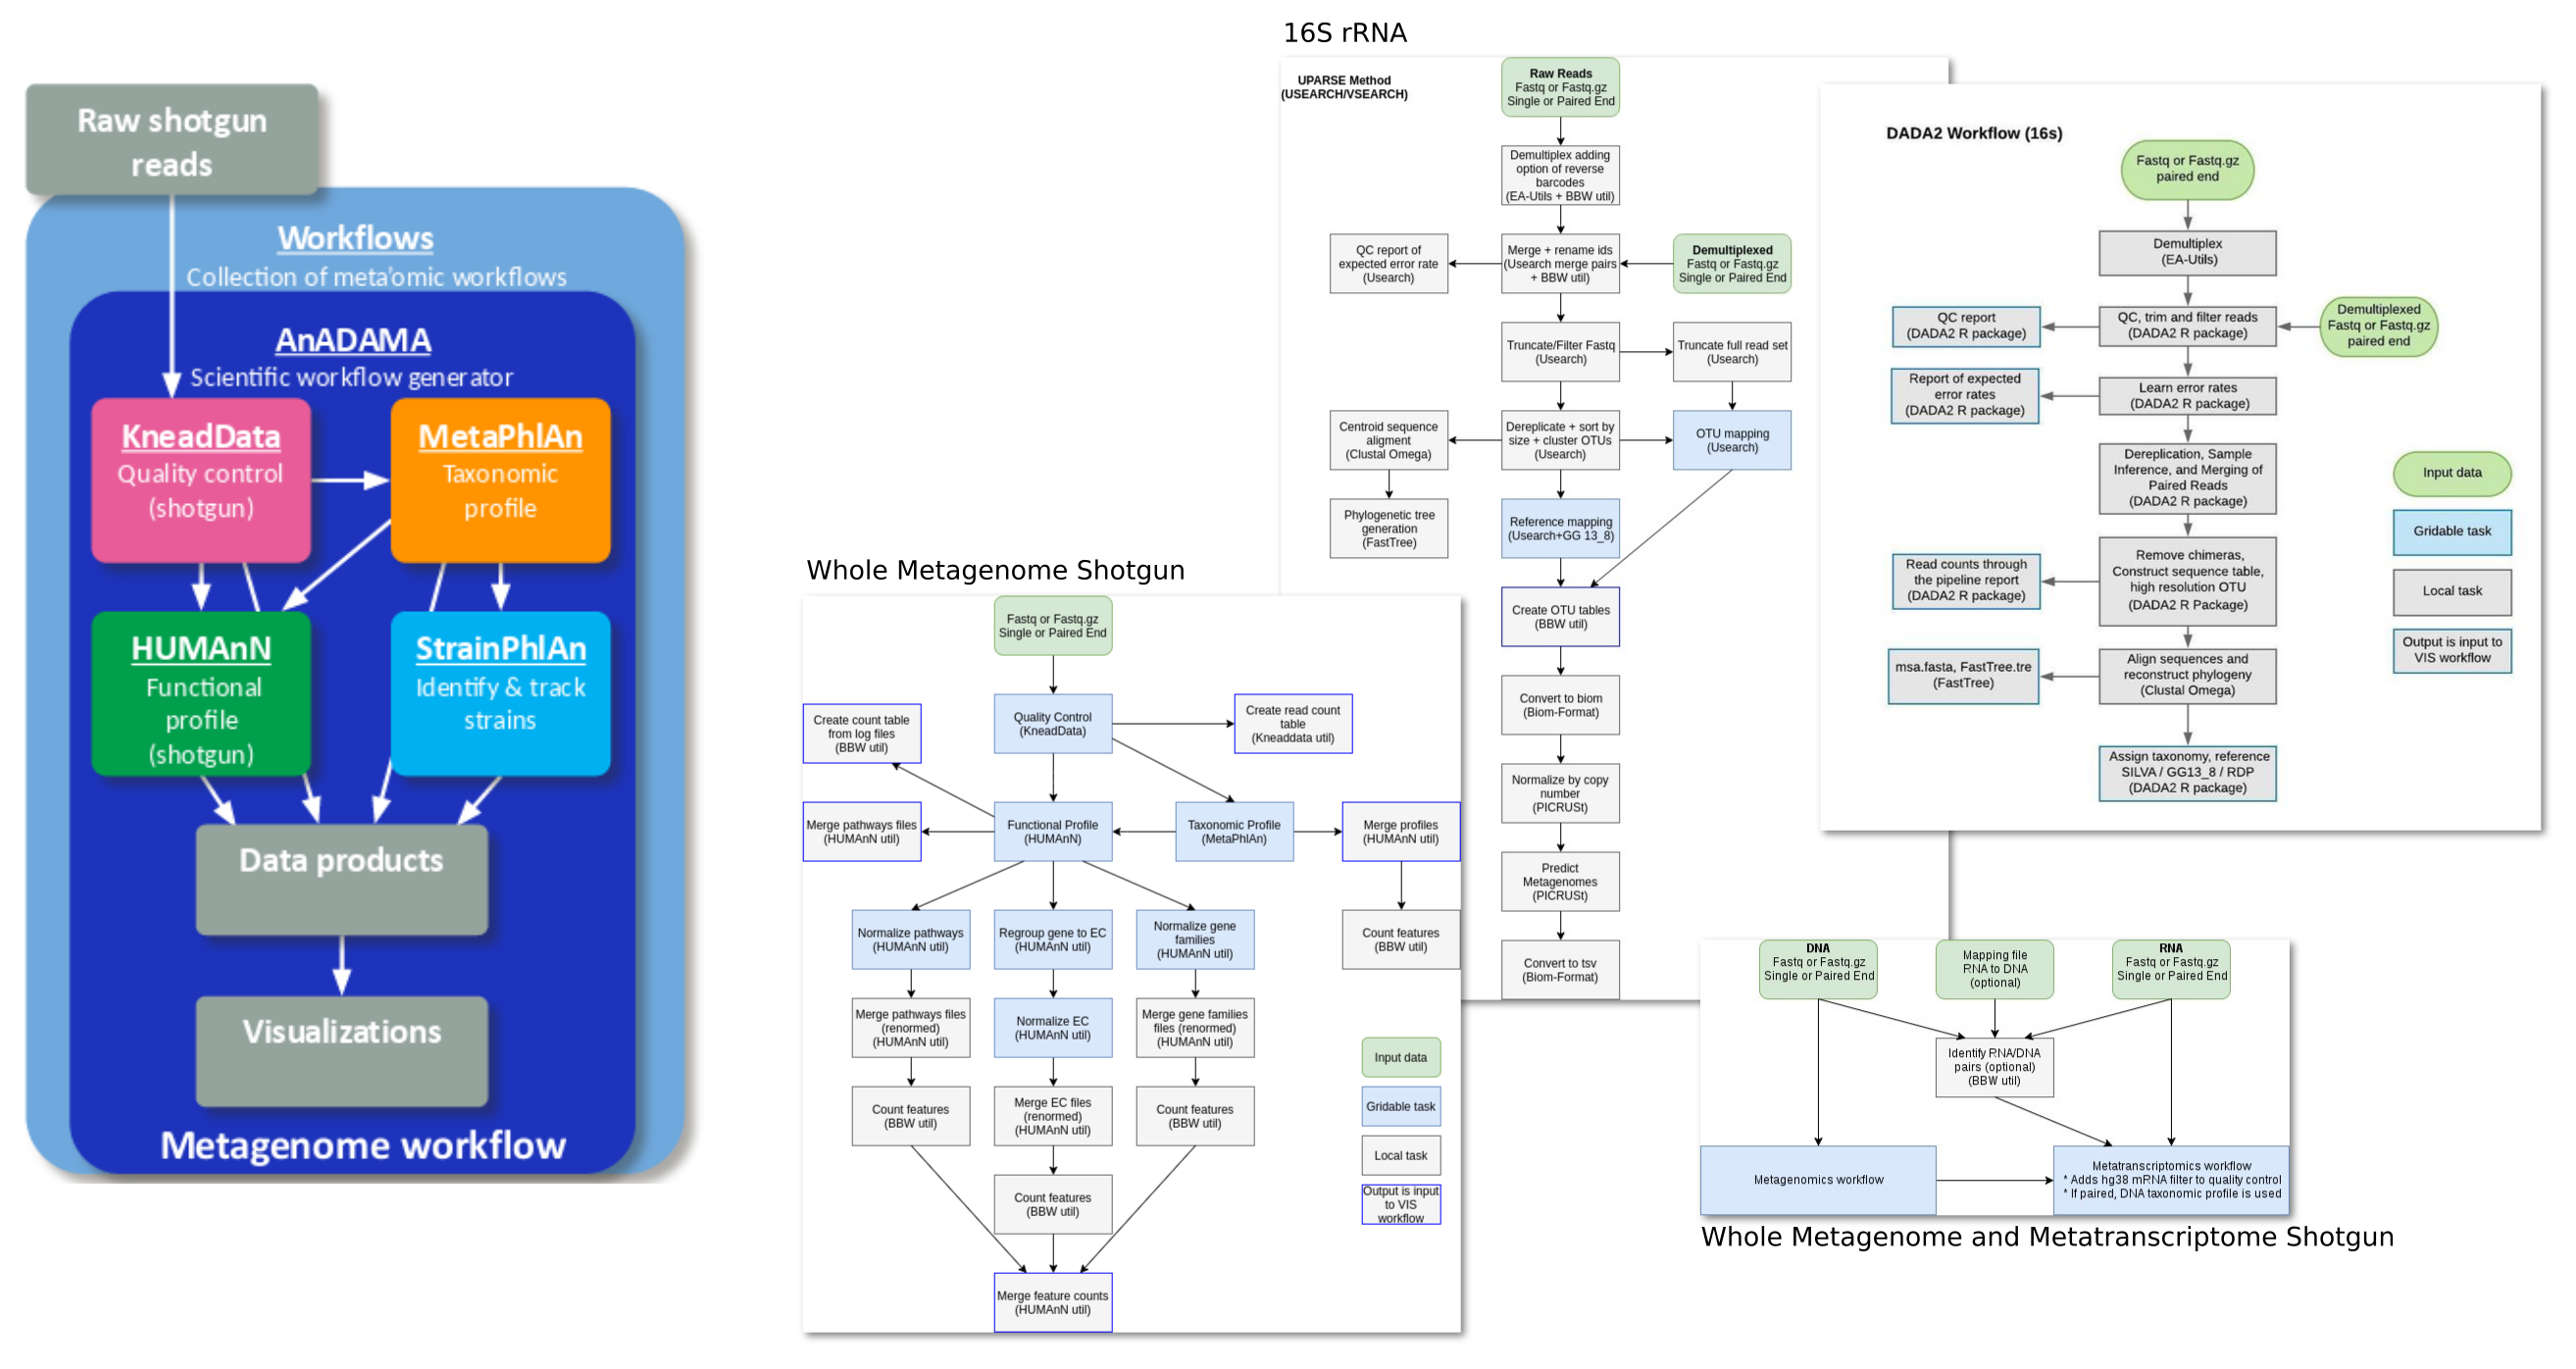 Raw shotgun
reads
Workflows
Collection of meta'omic workflows
AnADAMA
Scientific workflow generator
KneadData
Quality control
(shotgun)
MetaPhlAn
Taxonomic
profile
HUMAnN
Functional
profile
(shotgun)
StrainPhlAn
Identify & track
strains
Data products
Visualizations
Metagenome workflow
Whole Metagenome Shotgun
Fastq or Fastq.gz
Single or Paired End
Create count table
from log files
(BBW util)
Quality Control
(KneadData)
Create read count
table
(Kneaddata util)
Merge pathways files
(HUMAnN util)
Functional Profile
(HUMAnN)
Taxonomic Profile
(MetaPhlAn)
Merge profiles
(HUMAnN util)
Normalize pathways
(HUMAnN util)
Regroup gene to EC
(HUMAnN util)
Normalize gene
families
(HUMAnN util)
Count features
(BBW util)
Merge pathways files
(renormed)
(HUMAnN util)
Normalize EC
(HUMAnN util)
Merge gene families
files (renormed)
(HUMAnN util)
Count features
(BBW util)
Merge EC files
(renormed)
(HUMAnN util)
Count features
(BBW util)
Count features
(BBW util)
Merge feature counts
(HUMAnN util)
Input data
Gridable task
Local task
Output is input
to VIS
workflow
16S rRNA
UPARSE Method
(USEARCH/VSEARCH)
Raw Reads
Fastq or Fastq.gz
Single or Paired End
Demultiplex adding
option of reverse
barcodes
(EA-Utils + BBW util)
QC report of
expected error rate
(Usearch)
Merge + rename ids
(Usearch merge pairs
+ BBW util)
Demultiplexed
Fastq or Fastq.gz
Single or Paired End
Truncate/Filter Fastq
(Usearch)
Truncate full read set
(Usearch)
Centroid sequence
aligment
(Clustal Omega)
Dereplicate + sort by
size + cluster OTUs
(Usearch)
OTU mapping
(Usearch)
Phylogenetic tree
generation
(FastTree)
Reference mapping
(Usearch+GG 13_8)
Create OTU tables
(BBW util)
Convert to biom
(Biom-Format)
Normalize by copy
number
(PICRUSt)
Predict
Metagenomes
(PICRUSt)
Convert to tsv
(Biom-Format)
DADA2 Workflow (16s)
Fastq or Fastq.gz
paired end
Demultiplex
(EA-Utils)
QC report
(DADA2 R package)
QC, trim and filter reads
(DADA2 R package)
Demultiplexed
Fastq or Fastq.gz
paired end
Report of expected
error rates
(DADA2 R package)
Learn error rates
(DADA2 R package)
Dereplication, Sample
Inference, and Merging of
Paired Reads
(DADA2 R package)
Read counts through
the pipeline report
(DADA2 R package)
Remove chimeras,
Construct sequence table,
high resolution OTU
(DADA2 R Package)
msa.fasta, FastTree.tre
(FastTree)
Align sequences and
reconstruct phylogeny
(Clustal Omega)
Assign taxonomy, reference
SILVA / GG13_8 / RDP
(DADA2 R package)
Input data
Gridable task
Local task
Output is input to
VIS workflow
DNA
Fastq or Fastq.gz
Single or Paired End
Mapping file
RNA to DNA
(optional)
RNA
Fastq or Fastq.gz
Single or Paired End
Identify RNA/DNA
pairs (optional)
(BBW util)
Metagenomics workflow
Metatranscriptomics workflow
* Adds hg38 mRNA filter to quality control
* If paired, DNA taxonomic profile is used
Whole Metagenome and Metatranscriptome Shotgun